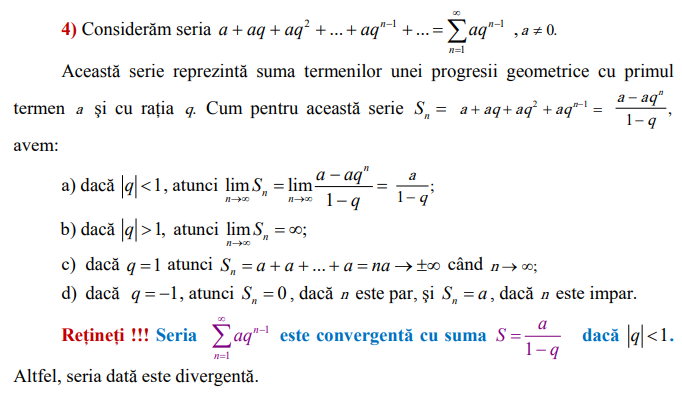 4) Considerăm seria a + aq + aq² + ... + aqⁿ⁻¹ + ... = ∑_{n=1}^{∞} aqⁿ⁻¹ , a ≠ 0.
Această serie reprezintă suma termenilor unei progresii geometrice cu primul
termen a și cu rația q. Cum pentru această serie Sₙ = a + aq + aq² + aqⁿ⁻¹ = (a − aqⁿ)/(1 − q),
avem:
a) dacă |q| < 1, atunci lim_{n→∞} Sₙ = lim_{n→∞} (a − aqⁿ)/(1 − q) = a/(1 − q);
b) dacă |q| > 1, atunci lim_{n→∞} Sₙ = ∞;
c) dacă q = 1 atunci Sₙ = a + a + ... + a = na → ±∞ când n → ∞;
d) dacă q = −1, atunci Sₙ = 0, dacă n este par, și Sₙ = a, dacă n este impar.
Rețineți !!! Seria ∑_{n=1}^{∞} aqⁿ⁻¹ este convergentă cu suma S = a/(1 − q) dacă |q| < 1.
Altfel, seria dată este divergentă.